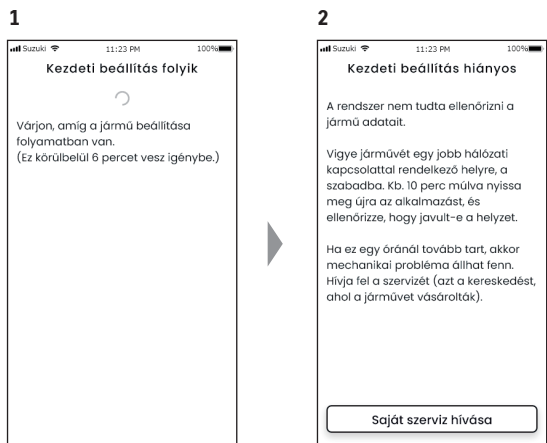 1
Suzuki 11:23 PM 100%
Kezdeti beállítás folyik
Várjon, amíg a jármű beállítása
folyamatban van.
(Ez körülbelül 6 percet vesz igénybe.)
2
Suzuki 11:23 PM 100%
Kezdeti beállítás hiányos
A rendszer nem tudta ellenőrizni a
jármű adatait.
Vigye járművét egy jobb hálózati
kapcsolattal rendelkező helyre, a
szabadba. Kb. 10 perc múlva nyissa
meg újra az alkalmazást, és
ellenőrizze, hogy javult-e a helyzet.
Ha ez egy óránál tovább tart, akkor
mechanikai probléma állhat fenn.
Hívja fel a szervizét (azt a kereskedést,
ahol a járművet vásárolták).
Saját szerviz hívása